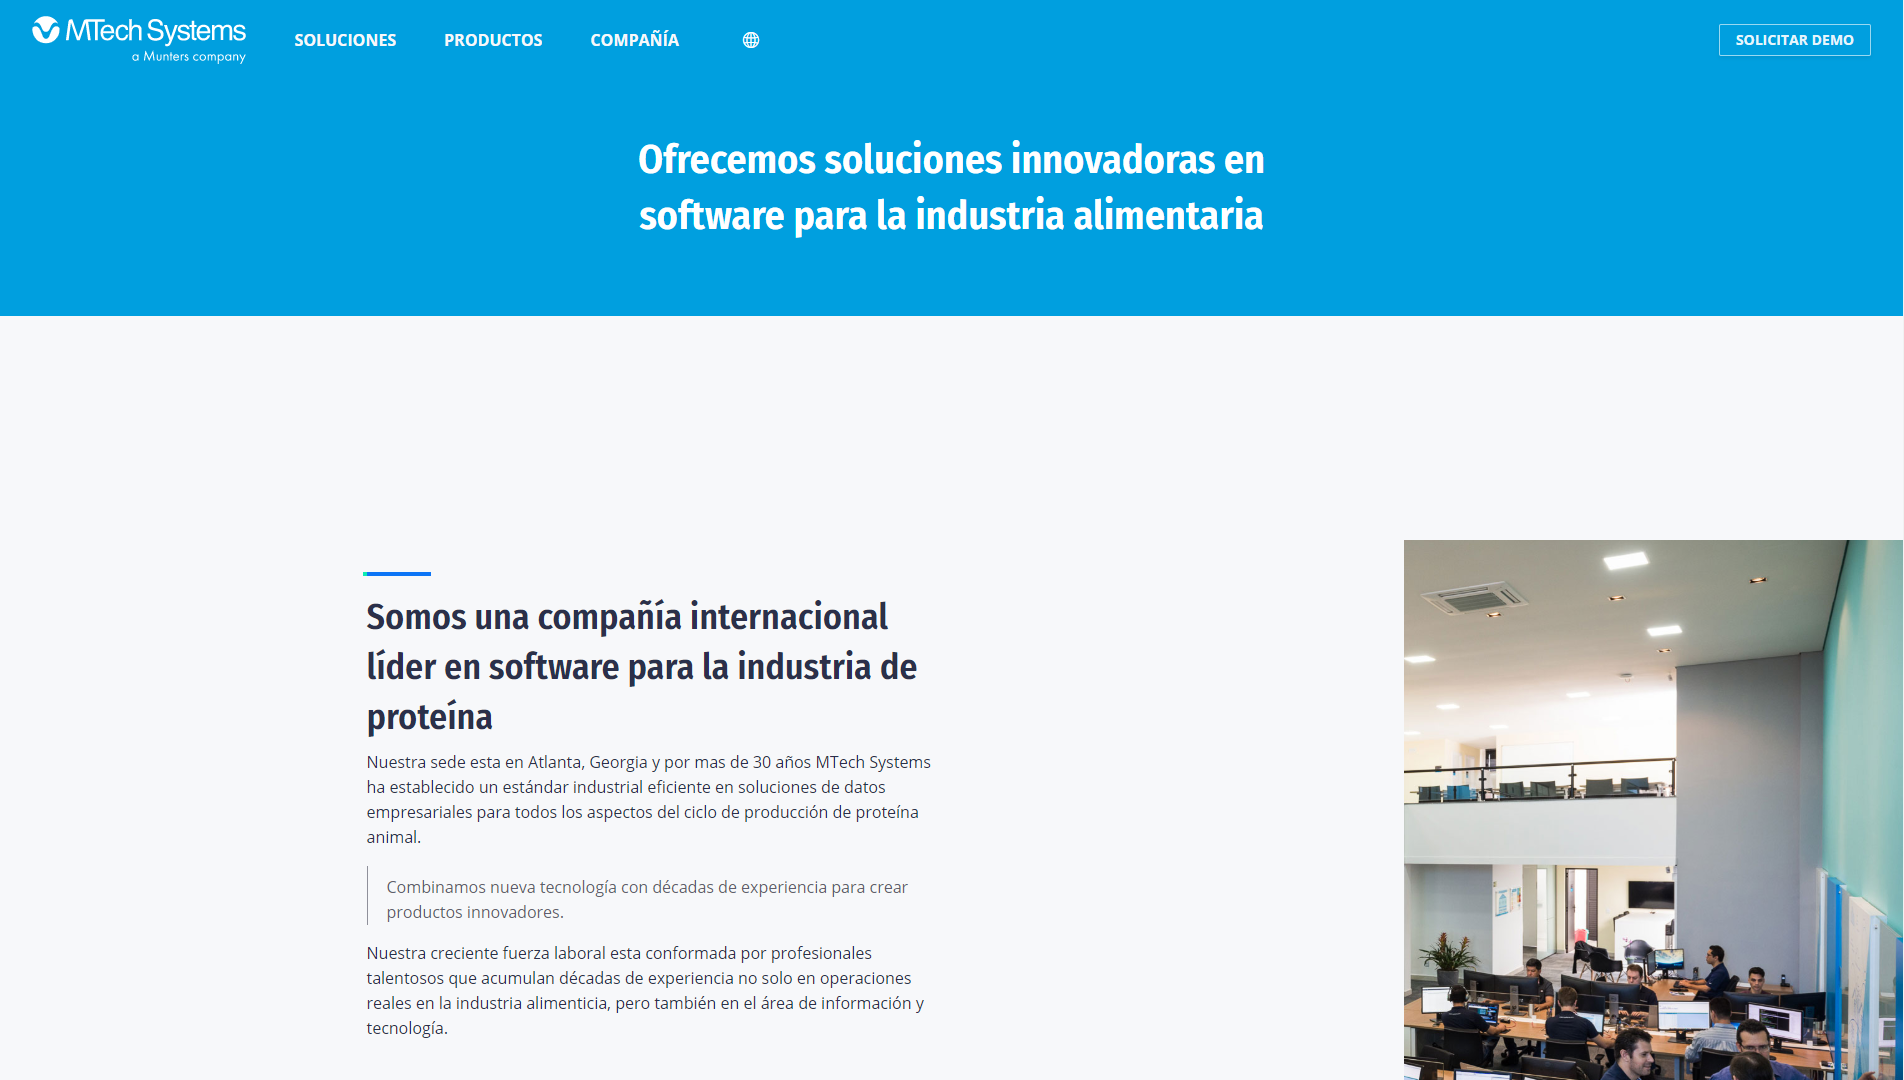 MTech Systems
a Munters company
SOLUCIONES
PRODUCTOS
COMPAÑÍA
SOLICITAR DEMO
Ofrecemos soluciones innovadoras en
software para la industria alimentaria
Somos una compañía internacional
líder en software para la industria de
proteína
Nuestra sede esta en Atlanta, Georgia y por mas de 30 años MTech Systems
ha establecido un estándar industrial eficiente en soluciones de datos
empresariales para todos los aspectos del ciclo de producción de proteína
animal.
Combinamos nueva tecnología con décadas de experiencia para crear
productos innovadores.
Nuestra creciente fuerza laboral esta conformada por profesionales
talentosos que acumulan décadas de experiencia no solo en operaciones
reales en la industria alimenticia, pero también en el área de información y
tecnología.